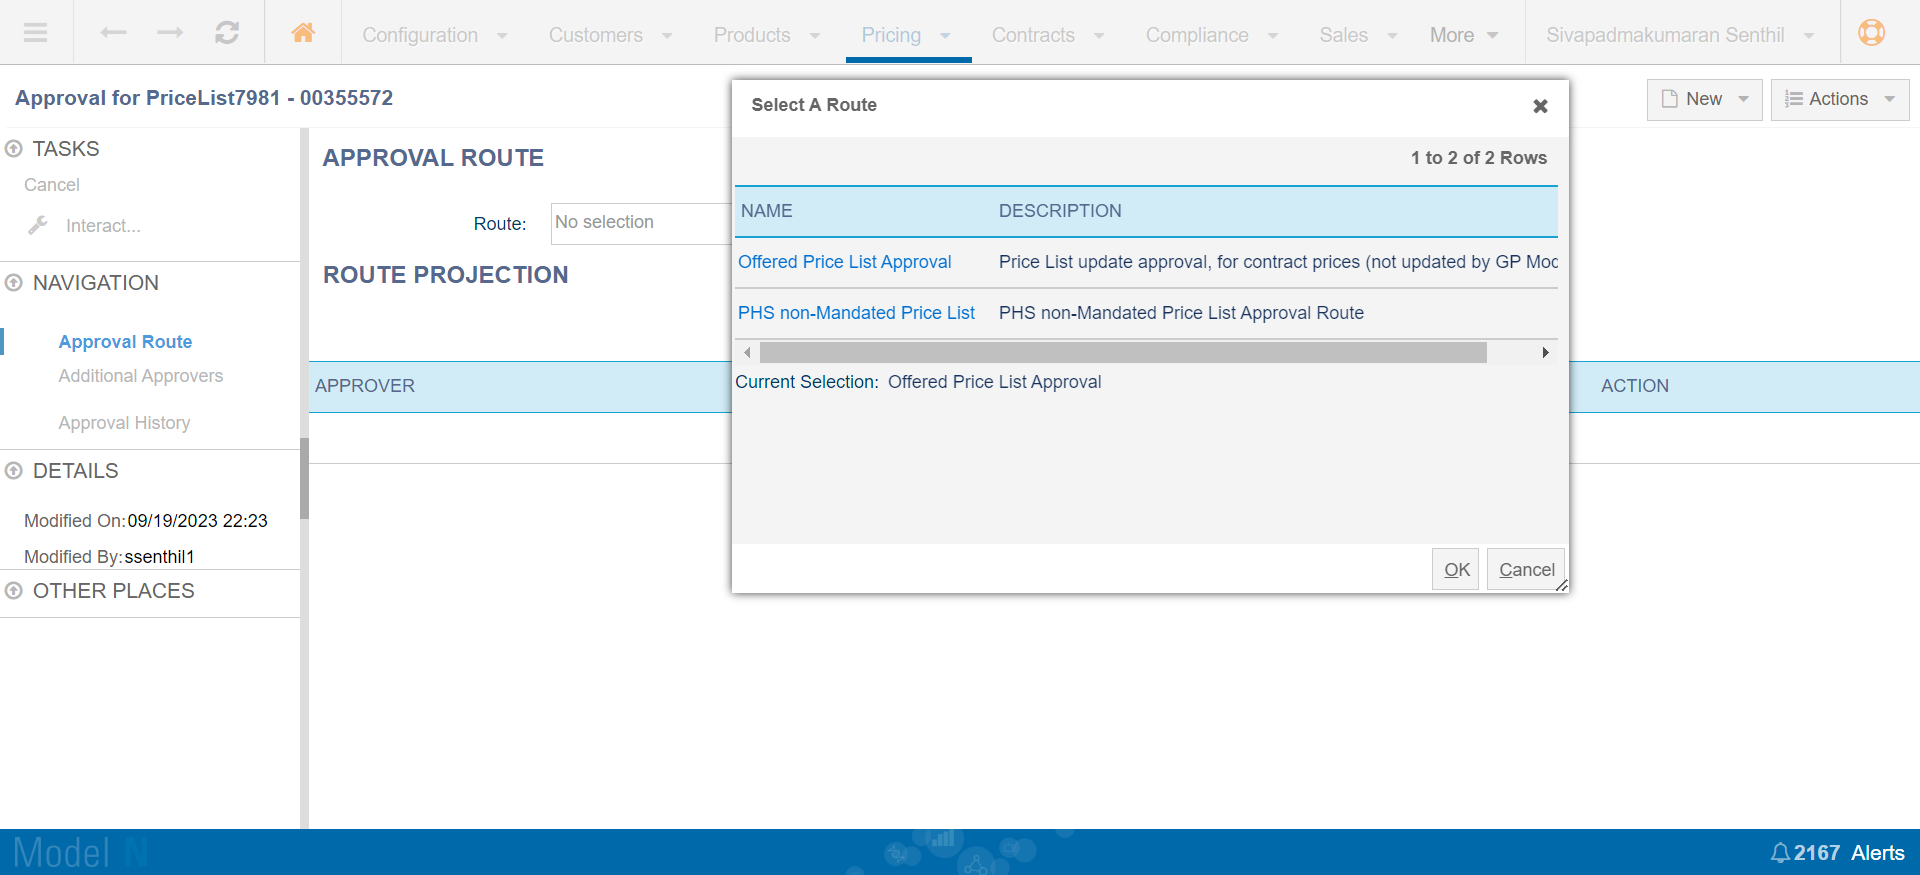 Configuration
Customers
Products
Pricing
Contracts
Compliance
Sales
More
Sivapadmakumaran Senthil
Approval for PriceList7981 - 00355572
New
Actions
TASKS
Cancel
Interact...
NAVIGATION
Approval Route
Additional Approvers
Approval History
DETAILS
Modified On: 09/19/2023 22:23
Modified By: ssenthil1
OTHER PLACES
APPROVAL ROUTE
Route: No selection
ROUTE PROJECTION
APPROVER
ACTION
Select A Route
1 to 2 of 2 Rows
NAME DESCRIPTION
Offered Price List Approval Price List update approval, for contract prices (not updated by GP Mod
PHS non-Mandated Price List PHS non-Mandated Price List Approval Route
Current Selection: Offered Price List Approval
OK
Cancel
Model N
2167 Alerts